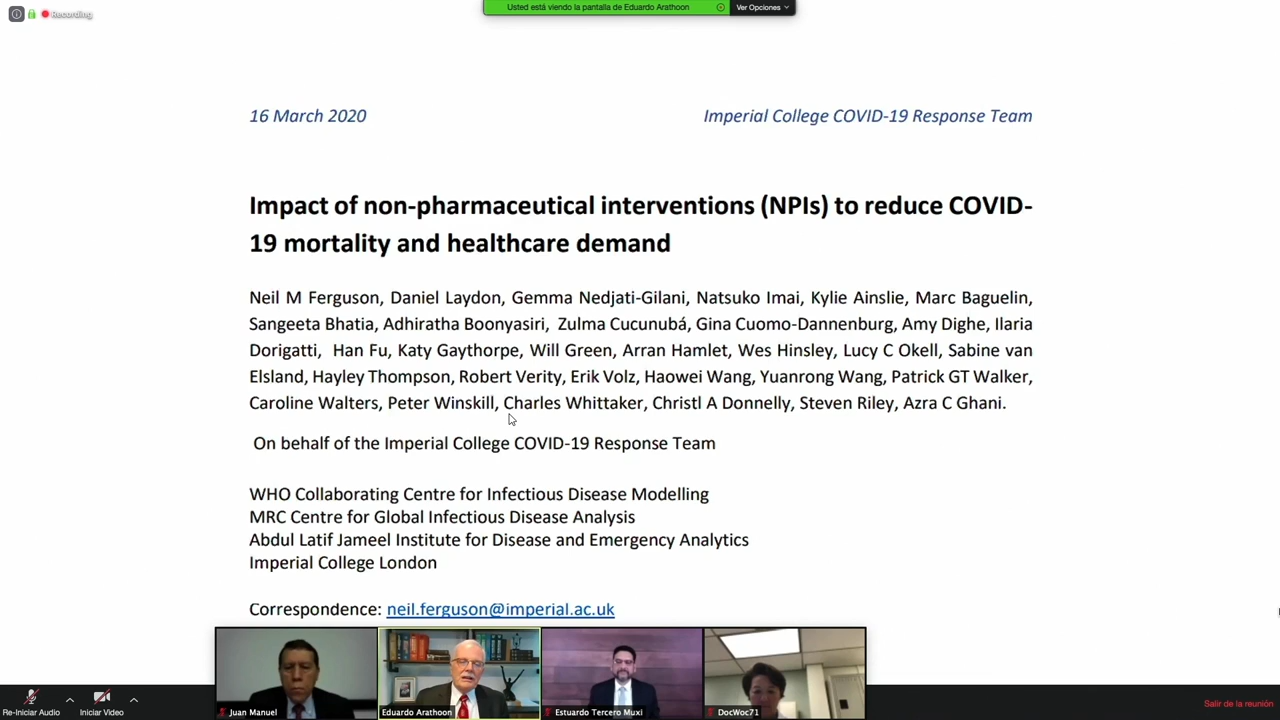 Recording
Usted está viendo la pantalla de Eduardo Arathoon
Ver Opciones
16 March 2020
Imperial College COVID-19 Response Team
Impact of non-pharmaceutical interventions (NPIs) to reduce COVID-
19 mortality and healthcare demand
Neil M Ferguson, Daniel Laydon, Gemma Nedjati-Gilani, Natsuko Imai, Kylie Ainslie, Marc Baguelin,
Sangeeta Bhatia, Adhiratha Boonyasiri, Zulma Cucunubá, Gina Cuomo-Dannenburg, Amy Dighe, Ilaria
Dorigatti, Han Fu, Katy Gaythorpe, Will Green, Arran Hamlet, Wes Hinsley, Lucy C Okell, Sabine van
Elsland, Hayley Thompson, Robert Verity, Erik Volz, Haowei Wang, Yuanrong Wang, Patrick GT Walker,
Caroline Walters, Peter Winskill, Charles Whittaker, Christl A Donnelly, Steven Riley, Azra C Ghani.
On behalf of the Imperial College COVID-19 Response Team
WHO Collaborating Centre for Infectious Disease Modelling
MRC Centre for Global Infectious Disease Analysis
Abdul Latif Jameel Institute for Disease and Emergency Analytics
Imperial College London
Correspondence: neil.ferguson@imperial.ac.uk
Juan Manuel
Eduardo Arathoon
Estuardo Tercero Muxi
DocWoc71
Re-Iniciar Audio
Iniciar Video
Salir de la reunión